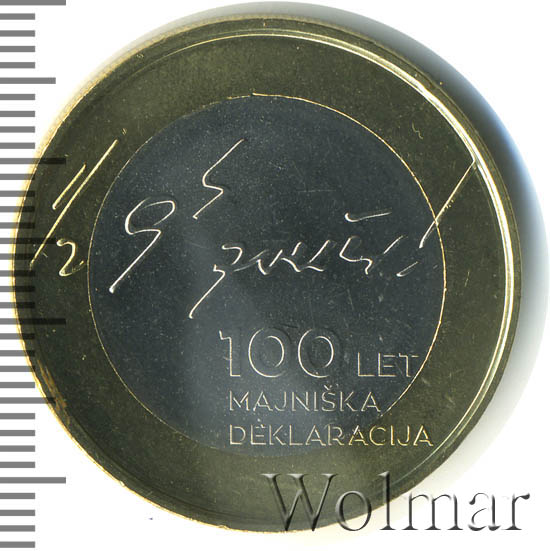 100 LET
MAJNIŠKA
DEKLARACIJA
Wolmar